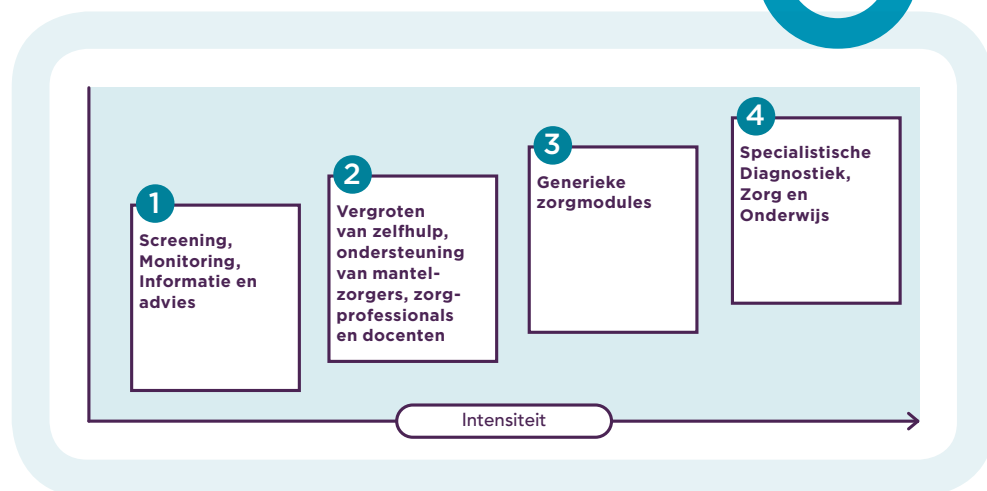 1
Screening,
Monitoring,
Informatie en
advies
2
Vergroten
van zelfhulp,
ondersteuning
van mantel-
zorgers, zorg-
professionals
en docenten
3
Generieke
zorgmodules
4
Specialistische
Diagnostiek,
Zorg en
Onderwijs
Intensiteit